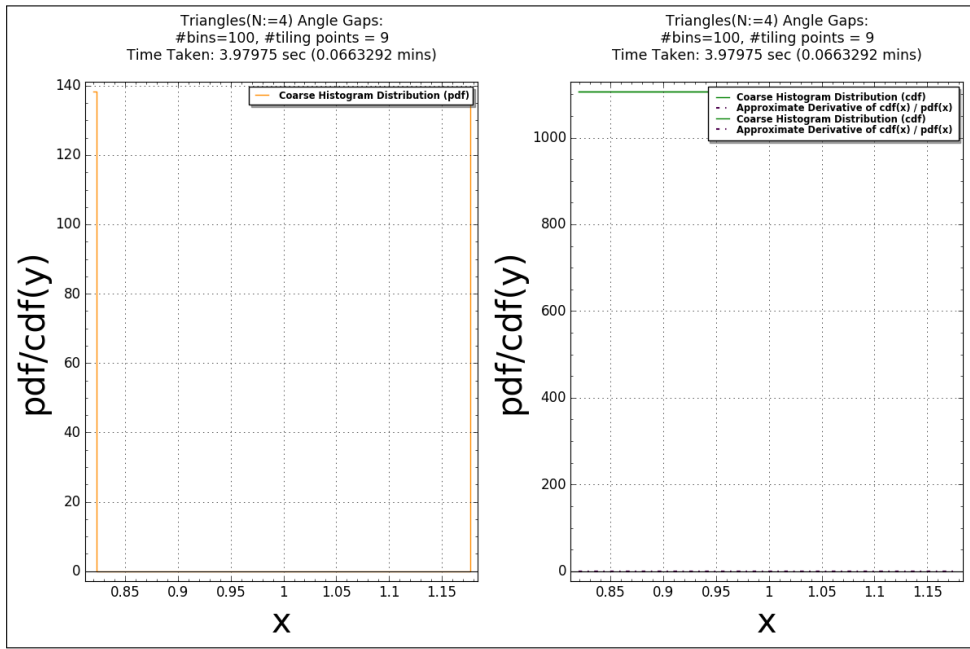 Triangles(N:=4) Angle Gaps:
#bins=100, #tiling points = 9
Time Taken: 3.97975 sec (0.0663292 mins)
Coarse Histogram Distribution (pdf)
pdf/cdf(y)
140
120
100
80
60
40
20
0
0.85
0.9
0.95
1
1.05
1.1
1.15
x
Triangles(N:=4) Angle Gaps:
#bins=100, #tiling points = 9
Time Taken: 3.97975 sec (0.0663292 mins)
Coarse Histogram Distribution (cdf)
Approximate Derivative of cdf(x) / pdf(x)
Coarse Histogram Distribution (cdf)
Approximate Derivative of cdf(x) / pdf(x)
pdf/cdf(y)
1000
800
600
400
200
0
0.85
0.9
0.95
1
1.05
1.1
1.15
x